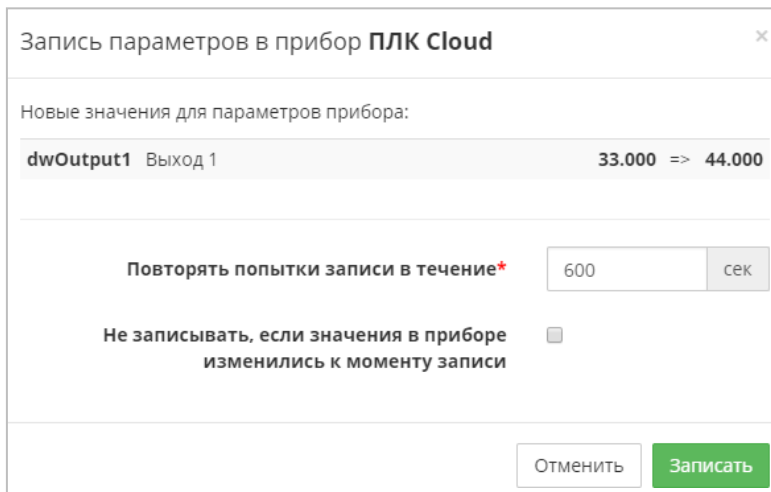 Запись параметров в прибор ПЛК Cloud ×
Новые значения для параметров прибора:
dwOutput1 Выход 1 33.000 => 44.000
Повторять попытки записи в течение* 600 сек
Не записывать, если значения в приборе
изменились к моменту записи
Отменить Записать